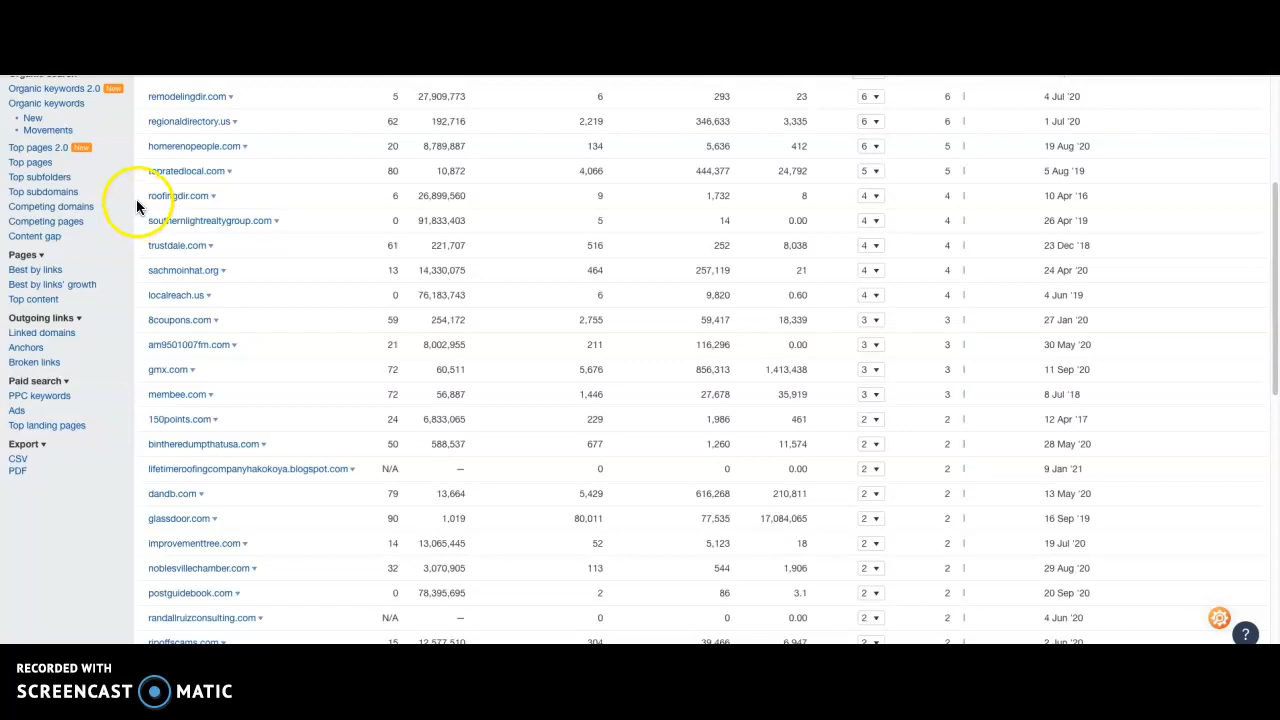 Organic search
Organic keywords 2.0 New
Organic keywords
• New
• Movements
Top pages 2.0 New
Top pages
Top subfolders
Top subdomains
Competing domains
Competing pages
Content gap
Pages ▾
Best by links
Best by links' growth
Top content
Outgoing links ▾
Linked domains
Anchors
Broken links
Paid search ▾
PPC keywords
Ads
Top landing pages
Export ▾
CSV
PDF
remodelingdir.com ▾ 5 27,909,773 6 293 23 6 ▼ 6 4 Jul '20
regionaldirectory.us ▾ 62 192,716 2,219 346,633 3,335 6 ▼ 6 1 Jul '20
homerenopeople.com ▾ 20 8,789,887 134 5,636 412 6 ▼ 5 19 Aug '20
topratedlocal.com ▾ 80 10,872 4,066 444,377 24,792 5 ▼ 5 5 Aug '19
roofingdir.com ▾ 6 26,899,560 9 1,732 8 4 ▼ 4 10 Apr '16
southernlightrealtygroup.com ▾ 0 91,833,403 5 14 0.00 4 ▼ 4 26 Apr '19
trustdale.com ▾ 61 221,707 516 252 8,038 4 ▼ 4 23 Dec '18
sachmoinhat.org ▾ 13 14,330,075 464 257,119 21 4 ▼ 4 24 Apr '20
localreach.us ▾ 0 76,183,743 6 9,820 0.60 4 ▼ 4 4 Jun '19
8coupons.com ▾ 59 254,172 2,755 59,417 18,339 3 ▼ 3 27 Jan '20
am9501007fm.com ▾ 21 8,002,955 211 116,296 0.00 3 ▼ 3 30 May '20
gmx.com ▾ 72 60,511 5,676 856,313 1,413,438 3 ▼ 3 11 Sep '20
membee.com ▾ 72 56,887 1,446 27,678 35,919 3 ▼ 3 8 Jul '18
150points.com ▾ 24 6,833,065 229 1,986 461 2 ▼ 2 12 Apr '17
bintheredumpthatusa.com ▾ 50 588,537 677 1,260 11,574 2 ▼ 2 28 May '20
lifetimeroofingcompanyhakokoya.blogspot.com ▾ N/A — 0 0 0.00 2 ▼ 2 9 Jan '21
dandb.com ▾ 79 13,664 5,429 616,268 210,811 2 ▼ 2 13 May '20
glassdoor.com ▾ 90 1,019 80,011 77,535 17,084,065 2 ▼ 2 16 Sep '19
improvementtree.com ▾ 14 13,065,445 52 5,123 18 2 ▼ 2 19 Jul '20
noblesvillechamber.com ▾ 32 3,070,905 113 544 1,906 2 ▼ 2 29 Aug '20
postguidebook.com ▾ 0 78,395,695 2 86 3.1 2 ▼ 2 20 Sep '20
randallruizconsulting.com ▾ N/A — 0 0 0.00 2 ▼ 2 4 Jun '20
ripoffscams.com ▾ 15 12,577,510 304 39,466 6,947 2 ▼ 2 2 Jun '20
?
RECORDED WITH
SCREENCAST MATIC